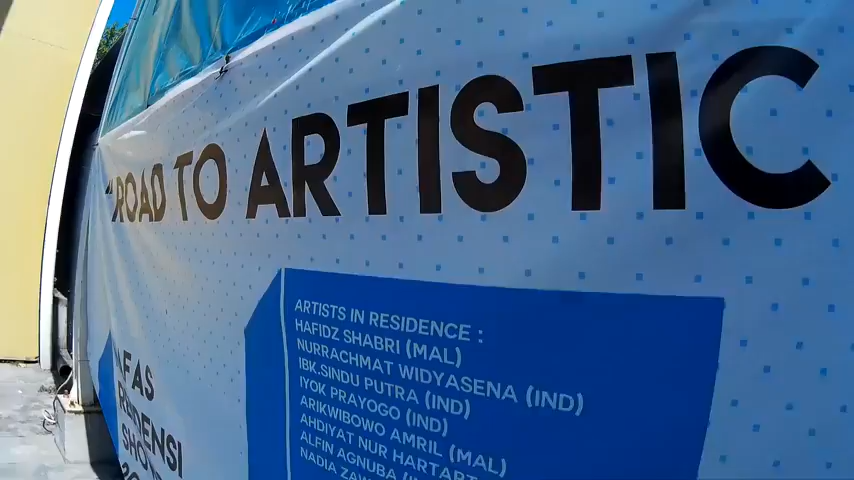 "ROAD TO ARTISTIC
ARTISTS IN RESIDENCE :
HAFIDZ SHABRI (MAL)
NURRACHMAT WIDYASENA (IND)
IBK.SINDU PUTRA (IND)
IYOK PRAYOGO (IND)
ARIKWIBOWO AMRIL (MAL)
AHDIYAT NUR HARTART
ALFIN AGNUBA
NADIA
RESIDENSI